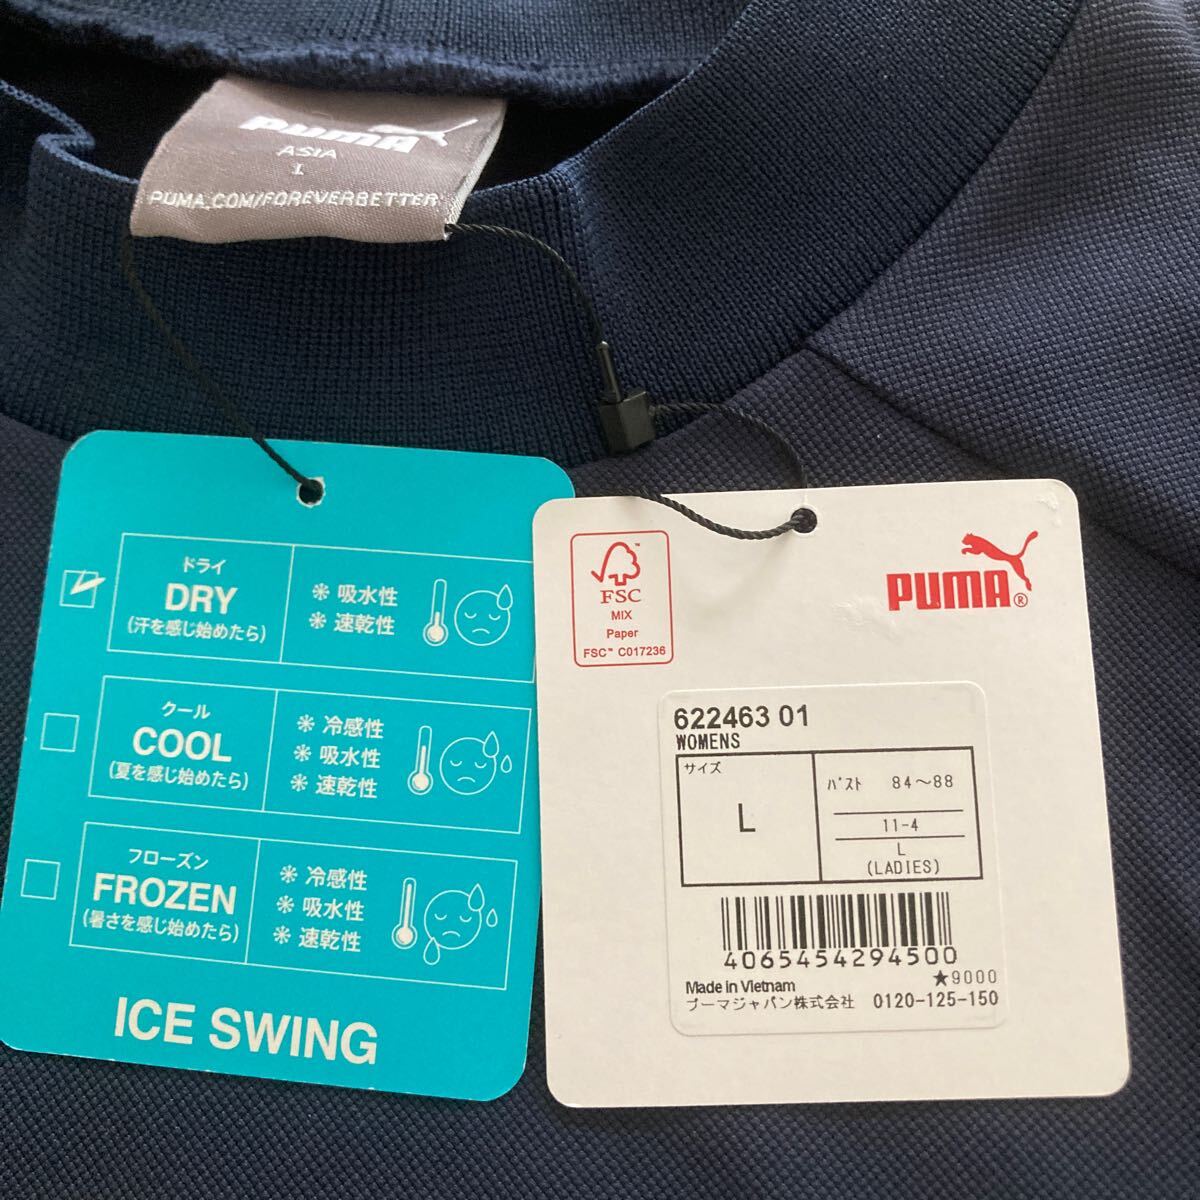 PUMA
ASIA
L
PUMA.COM/FOREVERBETTER
ドライ
DRY
(汗を感じ始めたら)
※ 吸水性
※ 速乾性
クール
COOL
(夏を感じ始めたら)
※ 冷感性
※ 吸水性
※ 速乾性
フローズン
FROZEN
(暑さを感じ始めたら)
※ 冷感性
※ 吸水性
※ 速乾性
ICE SWING
FSC
MIX
Paper
FSC™ C017236
PUMA®
622463 01
WOMENS
サイズ
L
バスト 84～88
11-4
L
(LADIES)
4065454294500
★9000
Made in Vietnam
プーマジャパン株式会社 0120-125-150